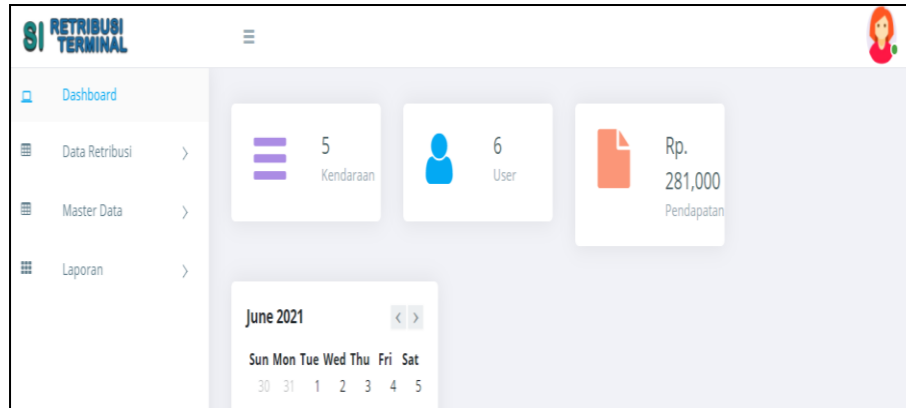 SI RETRIBUSI
TERMINAL
Dashboard
Data Retribusi
Master Data
Laporan
5
Kendaraan
6
User
Rp.
281,000
Pendapatan
June 2021
Sun Mon Tue Wed Thu Fri Sat
30 31 1 2 3 4 5